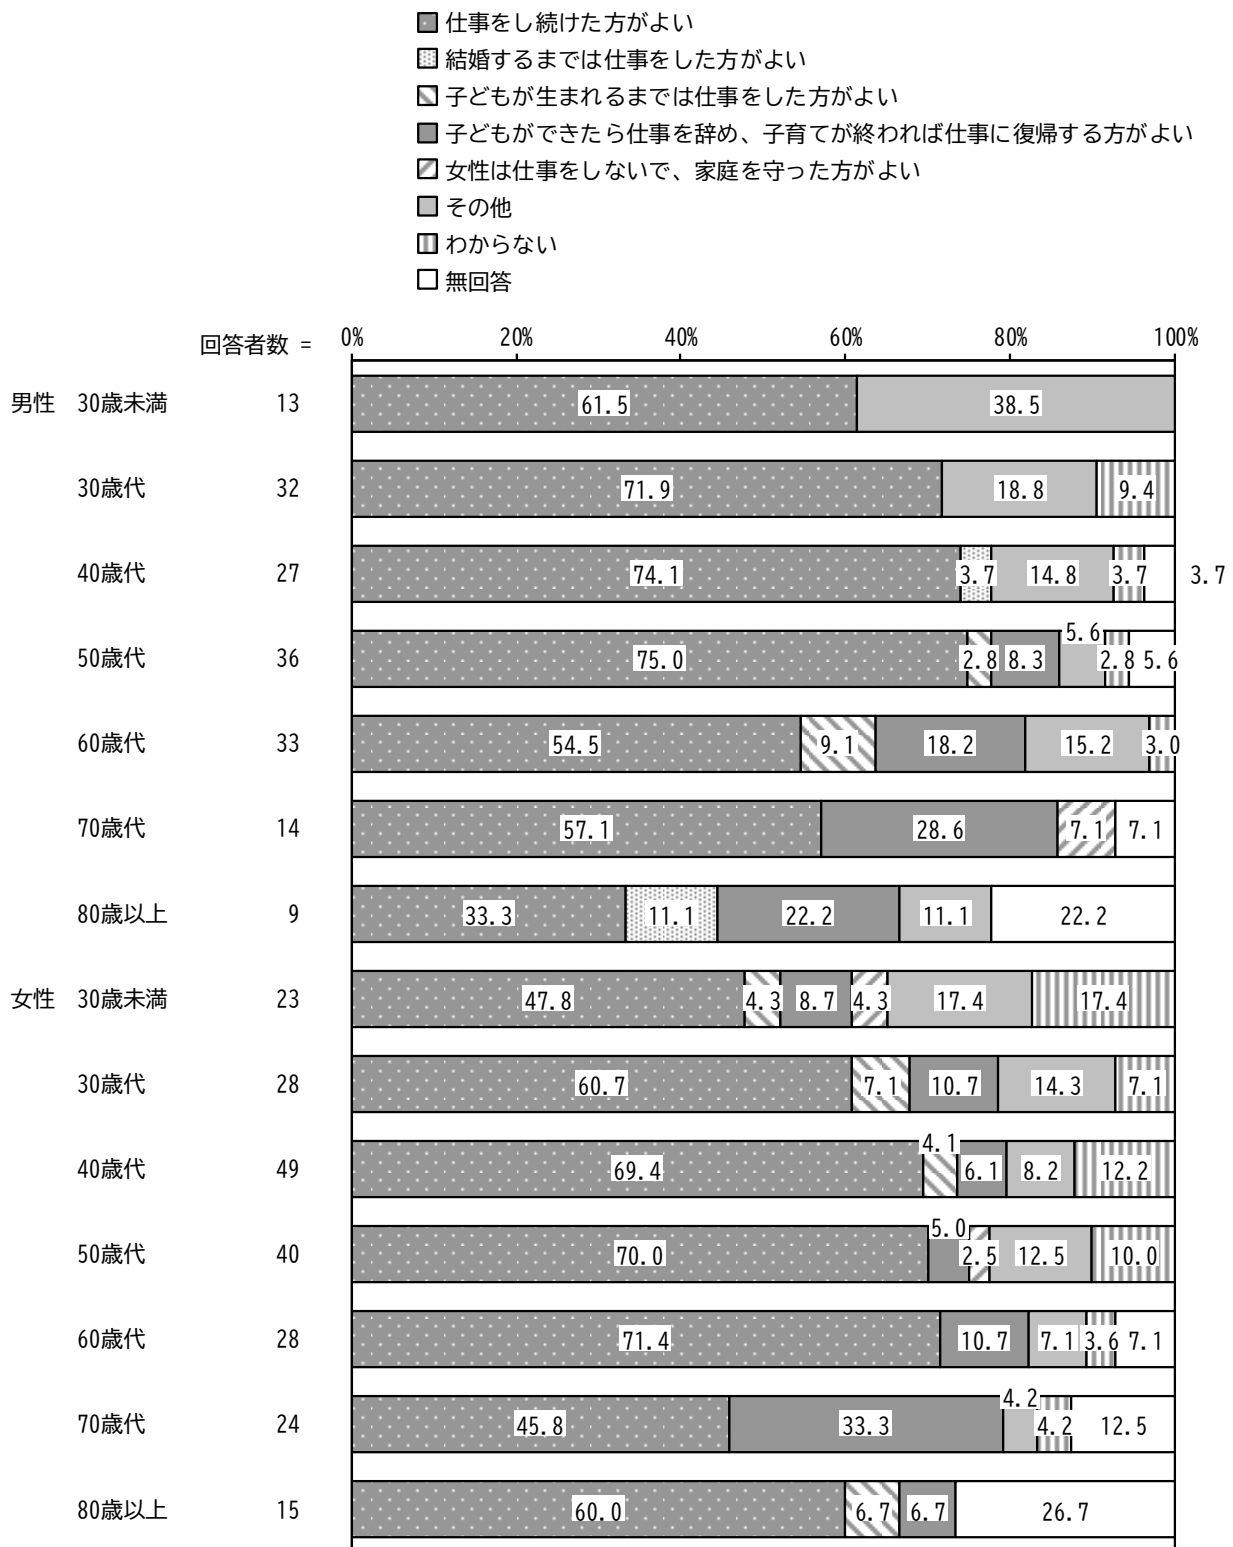 仕事をし続けた方がよい
結婚するまでは仕事をした方がよい
子どもが生まれるまでは仕事をした方がよい
子どもができたら仕事を辞め、子育てが終われば仕事に復帰する方がよい
女性は仕事をしないで、家庭を守った方がよい
その他
わからない
無回答
回答者数 = 0% 20% 40% 60% 80% 100%
男性 30歳未満 13 61.5 38.5
30歳代 32 71.9 18.8 9.4
40歳代 27 74.1 3.7 14.8 3.7 3.7
50歳代 36 75.0 2.8 8.3 5.6 2.8 5.6
60歳代 33 54.5 9.1 18.2 15.2 3.0
70歳代 14 57.1 28.6 7.1 7.1
80歳以上 9 33.3 11.1 22.2 11.1 22.2
女性 30歳未満 23 47.8 4.3 8.7 4.3 17.4 17.4
30歳代 28 60.7 7.1 10.7 14.3 7.1
40歳代 49 69.4 4.1 6.1 8.2 12.2
50歳代 40 70.0 5.0 2.5 12.5 10.0
60歳代 28 71.4 10.7 7.1 3.6 7.1
70歳代 24 45.8 33.3 4.2 4.2 12.5
80歳以上 15 60.0 6.7 6.7 26.7